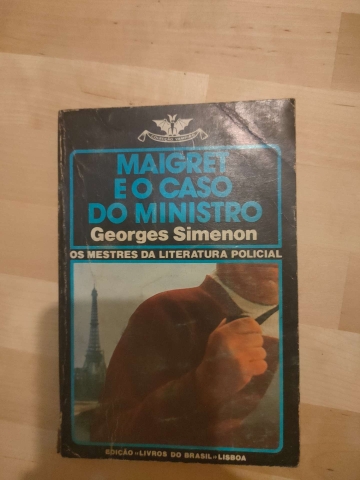 MAIGRET
E O CASO
DO MINISTRO
Georges Simenon
OS MESTRES DA LITERATURA POLICIAL
EDIÇÃO «LIVROS DO BRASIL» LISBOA